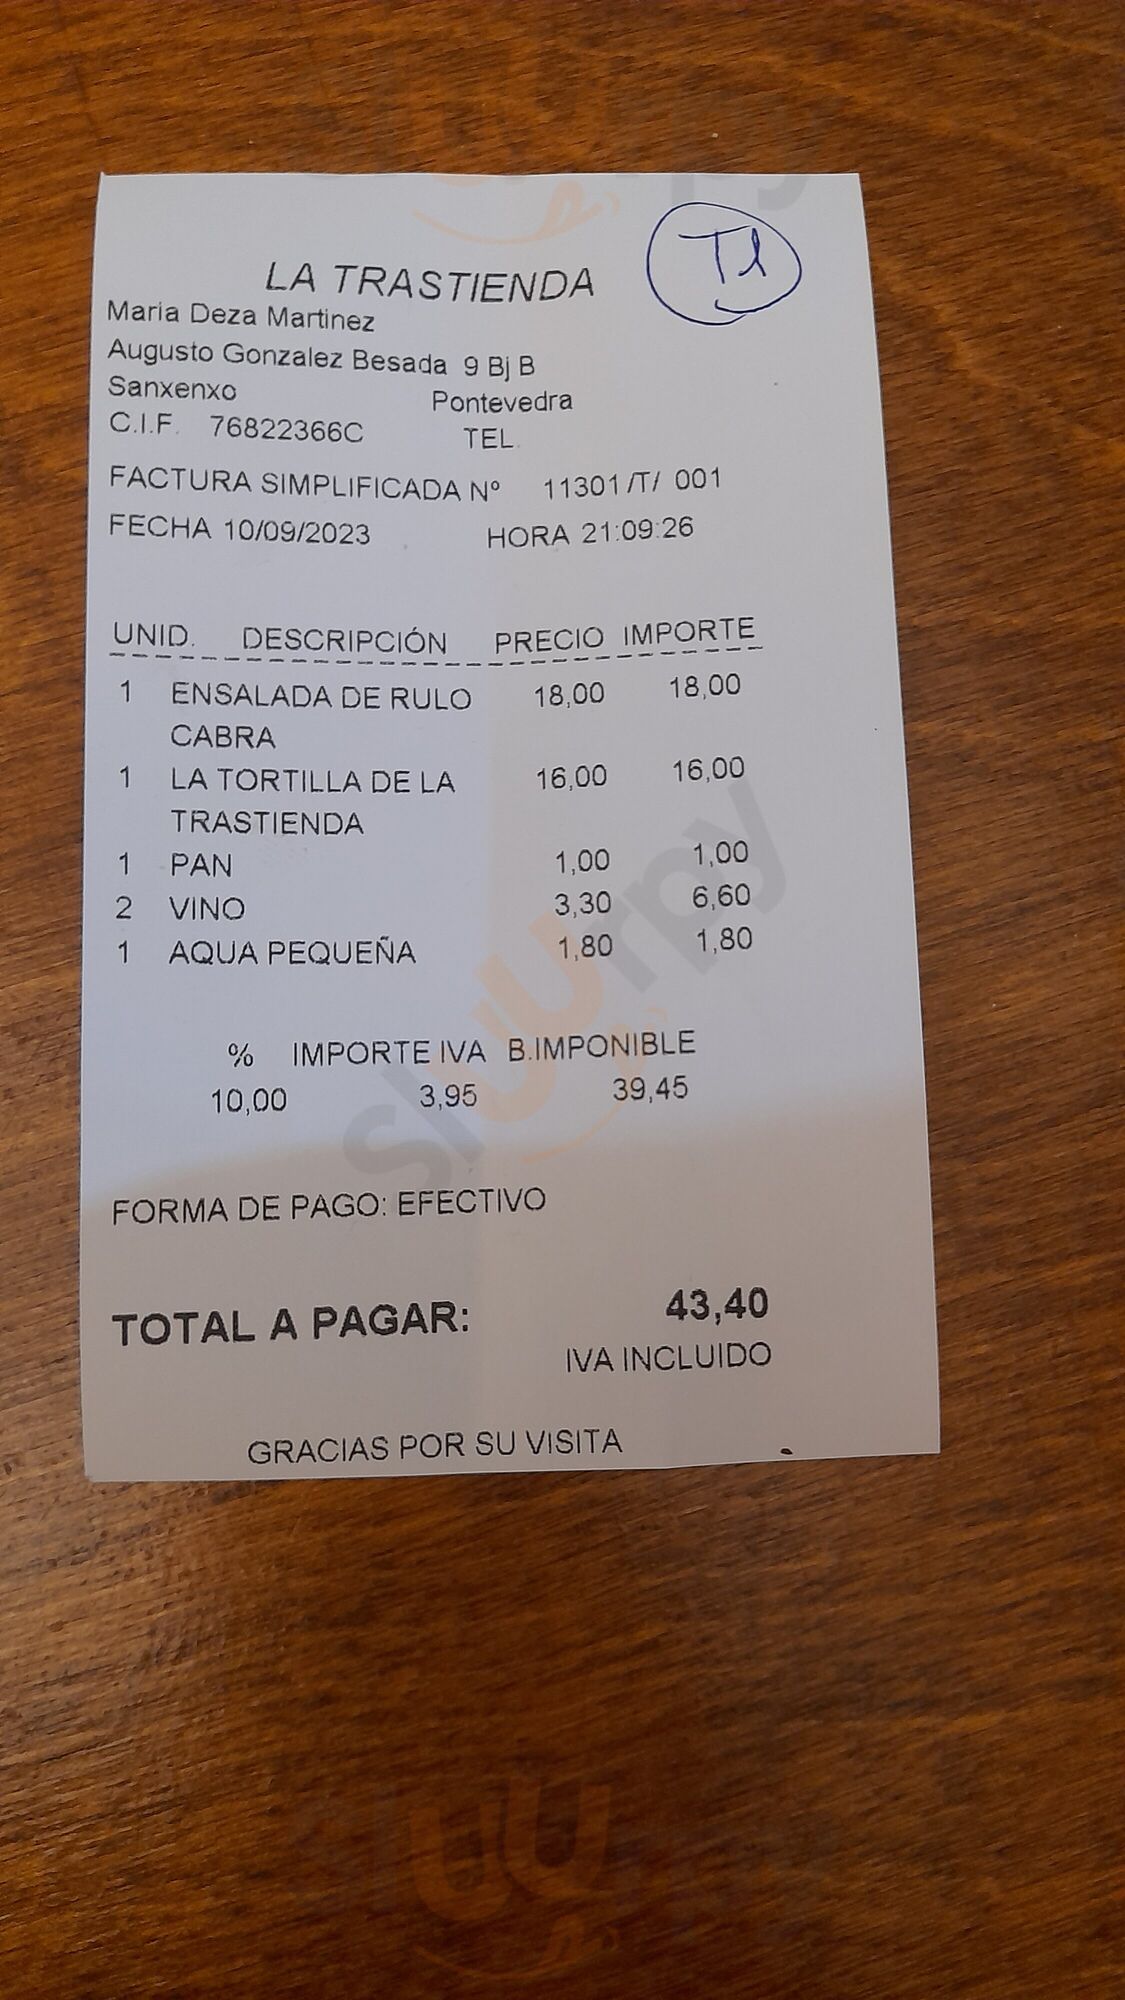 T1
LA TRASTIENDA
Maria Deza Martinez
Augusto Gonzalez Besada 9 Bj B
Sanxenxo Pontevedra
C.I.F. 76822366C TEL.
FACTURA SIMPLIFICADA Nº 11301 /T/ 001
FECHA 10/09/2023 HORA 21:09:26
UNID. DESCRIPCIÓN PRECIO IMPORTE
1 ENSALADA DE RULO 18,00 18,00
CABRA
1 LA TORTILLA DE LA 16,00 16,00
TRASTIENDA
1 PAN 1,00 1,00
2 VINO 3,30 6,60
1 AQUA PEQUEÑA 1,80 1,80
% IMPORTE IVA B.IMPONIBLE
10,00 3,95 39,45
FORMA DE PAGO: EFECTIVO
TOTAL A PAGAR: 43,40
IVA INCLUIDO
GRACIAS POR SU VISITA
sluurpy